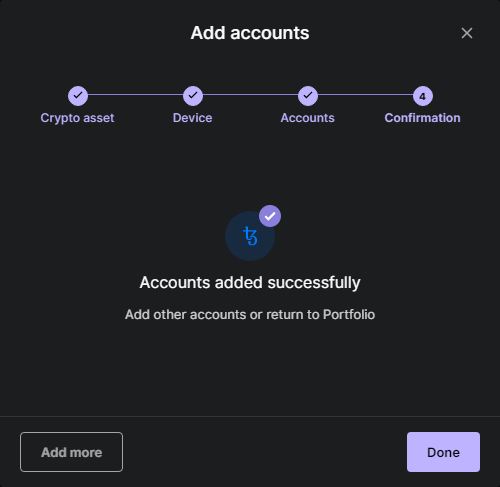 Add accounts
4
Crypto asset
Device
Accounts
Confirmation
ꜩ
Accounts added successfully
Add other accounts or return to Portfolio
Add more
Done